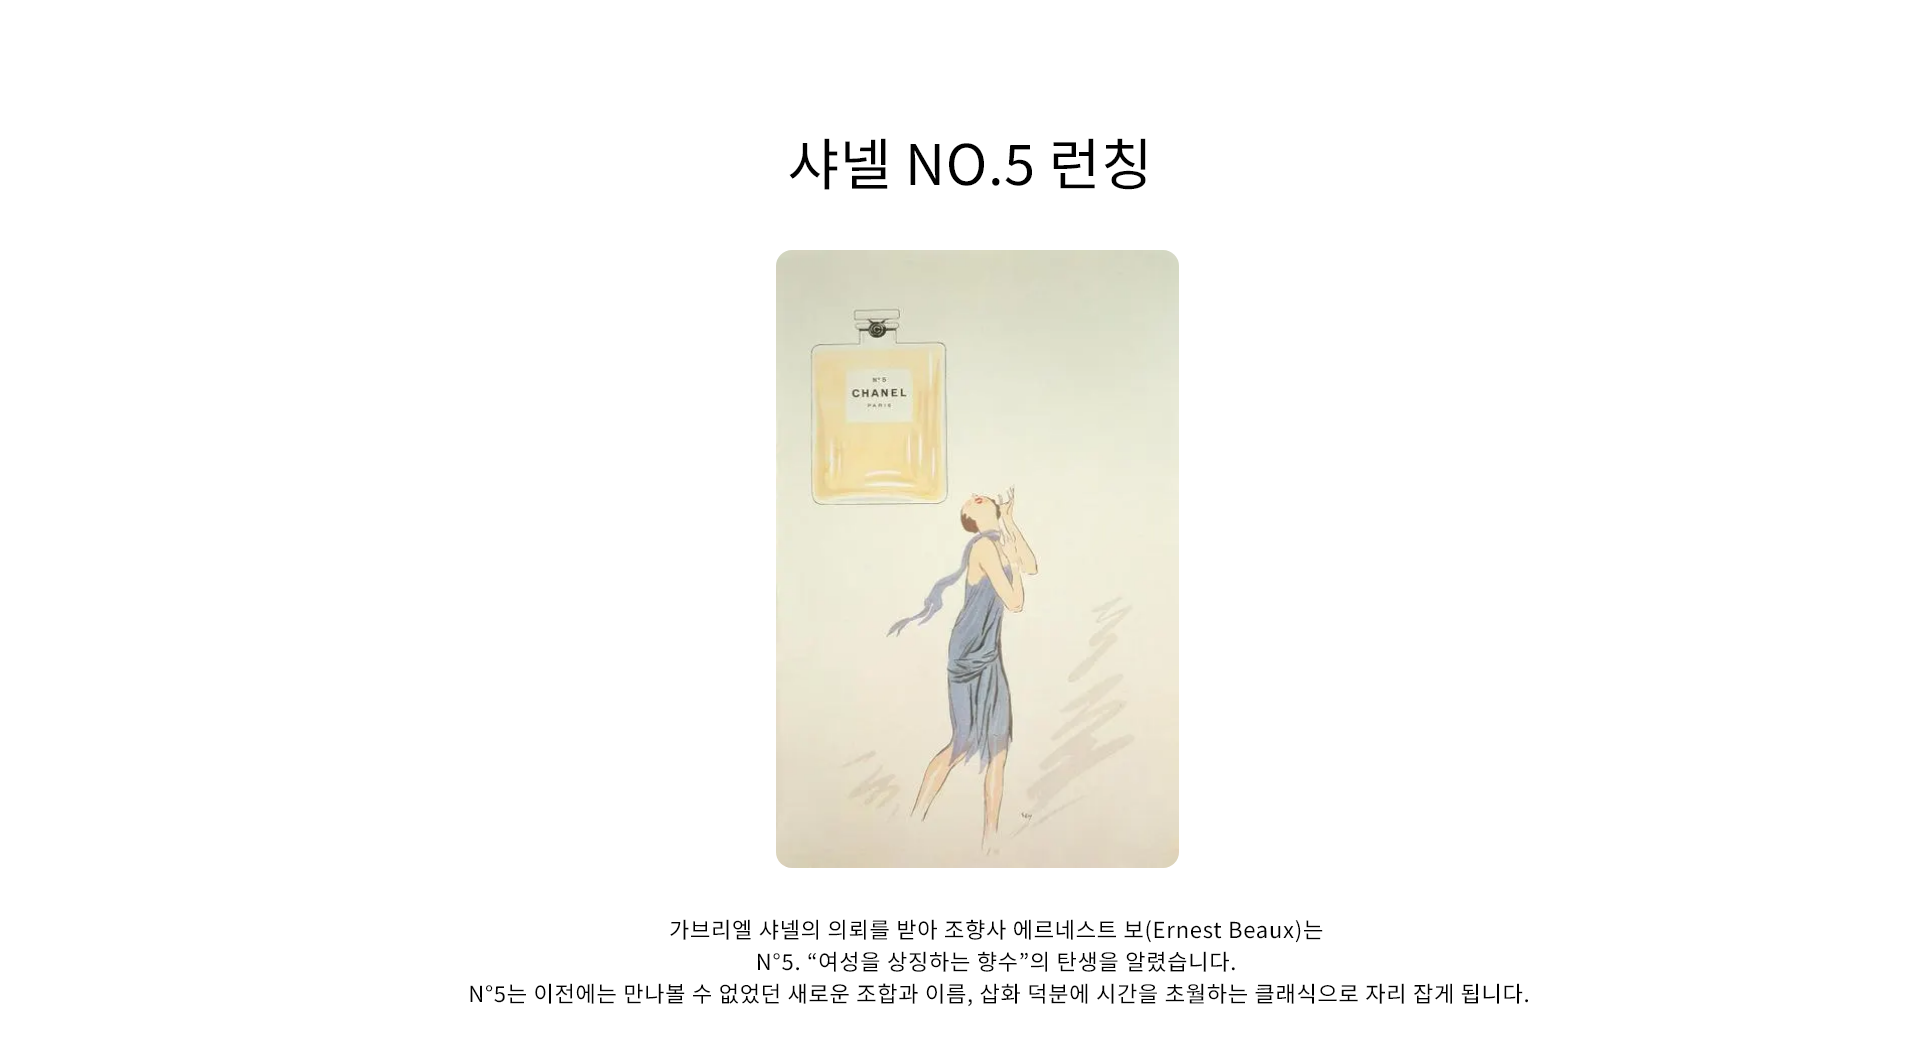 샤넬 NO.5 런칭
N°5
CHANEL
PARIS
가브리엘 샤넬의 의뢰를 받아 조향사 에르네스트 보(Ernest Beaux)는
N°5. “여성을 상징하는 향수”의 탄생을 알렸습니다.
N°5는 이전에는 만나볼 수 없었던 새로운 조합과 이름, 삽화 덕분에 시간을 초월하는 클래식으로 자리 잡게 됩니다.